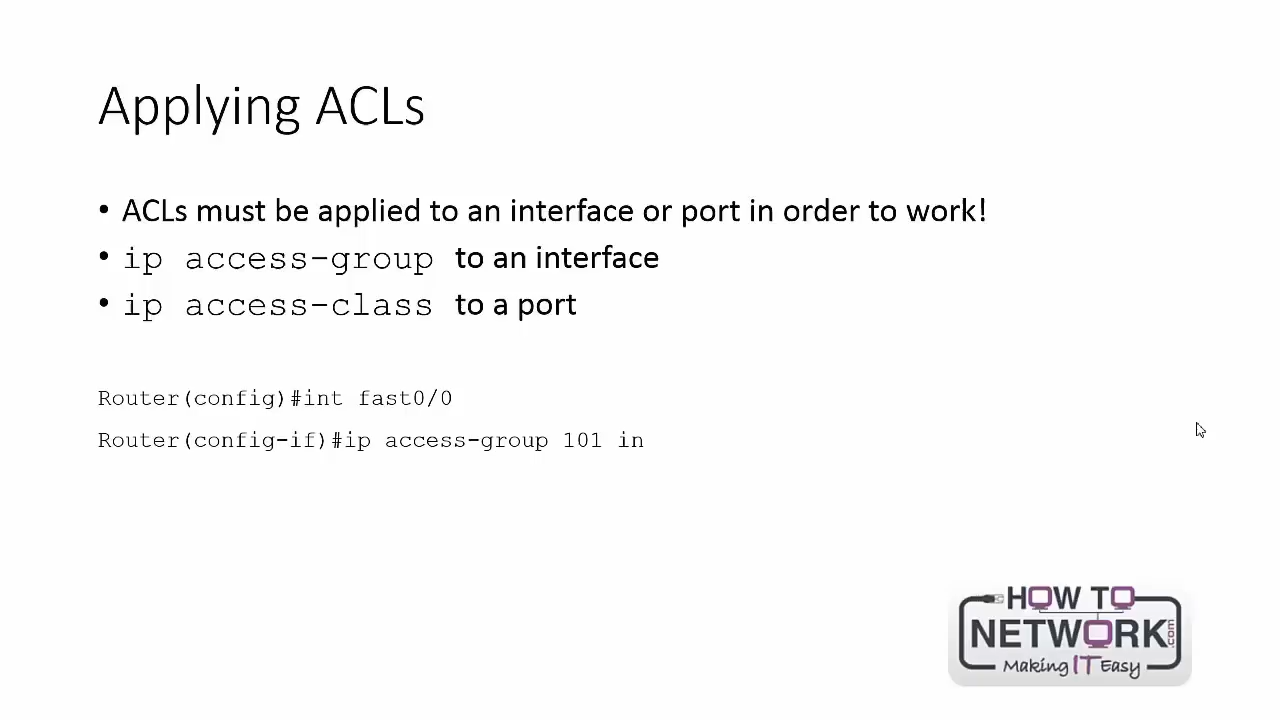 Applying ACLs
• ACLs must be applied to an interface or port in order to work!
• ip access-group to an interface
• ip access-class to a port
Router(config)#int fast0/0
Router(config-if)#ip access-group 101 in
HOW TO
NETWORK.com
Making IT Easy